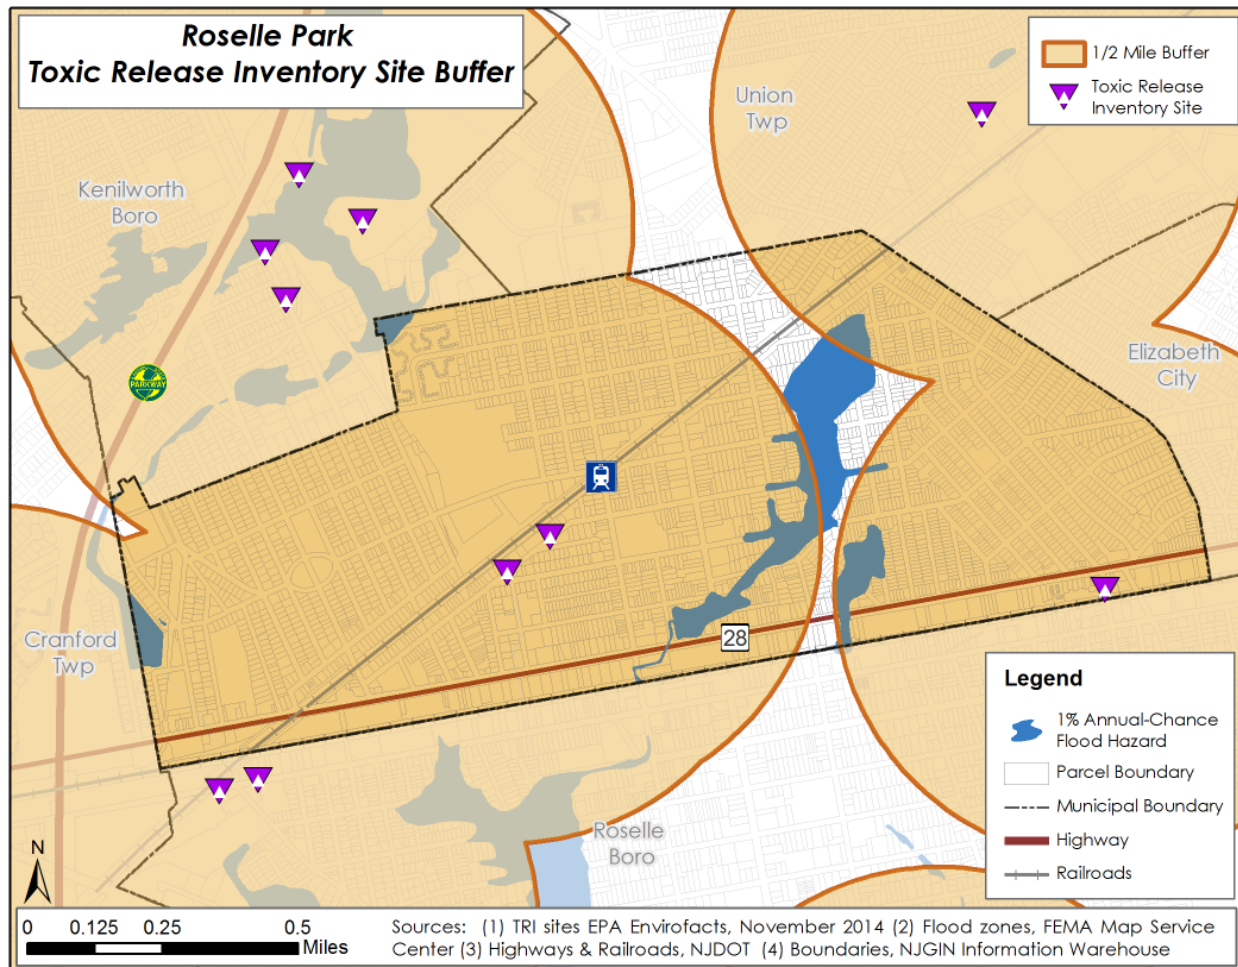 Roselle Park
Toxic Release Inventory Site Buffer
1/2 Mile Buffer
Toxic Release
Inventory Site
Union
Twp
Kenilworth
Boro
PARKWAY
Elizabeth
City
Cranford
Twp
28
Roselle
Boro
Legend
1% Annual-Chance
Flood Hazard
Parcel Boundary
Municipal Boundary
Highway
Railroads
N
0 0.125 0.25 0.5
Miles
Sources: (1) TRI sites EPA Envirofacts, November 2014 (2) Flood zones, FEMA Map Service
Center (3) Highways & Railroads, NJDOT (4) Boundaries, NJGIN Information Warehouse